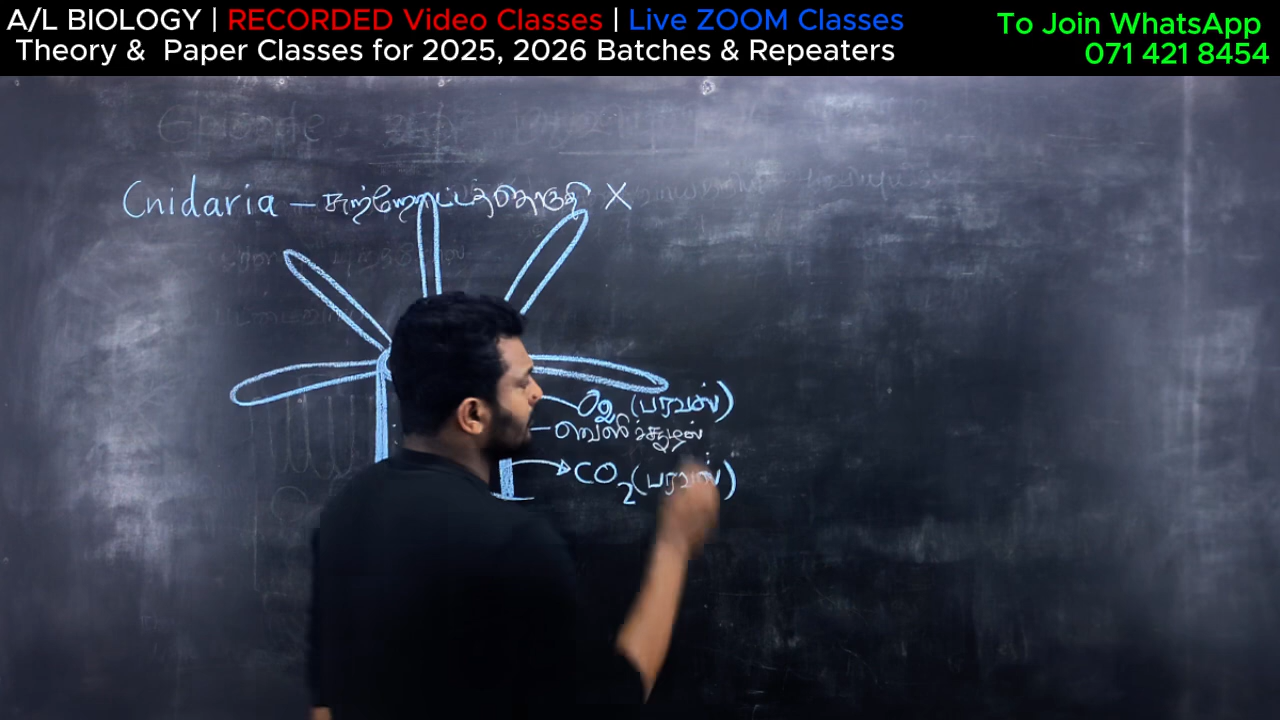 A/L BIOLOGY | RECORDED Video Classes | Live ZOOM Classes
Theory & Paper Classes for 2025, 2026 Batches & Repeaters
To Join WhatsApp
071 421 8454
Cnidaria – சுற்றோட்டத்தொகுதி X
O₂ (பரவல்)
வெளிச்சூழல்
CO₂ (பரவல்)